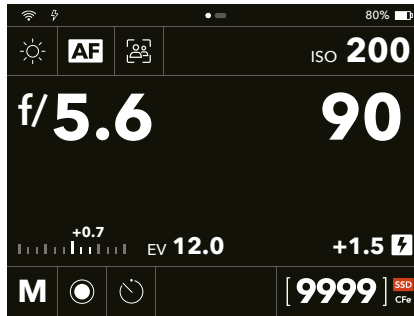 80%
AF ISO 200
f/5.6 90
+0.7
EV 12.0 +1.5
M [9999] SSD
CFe